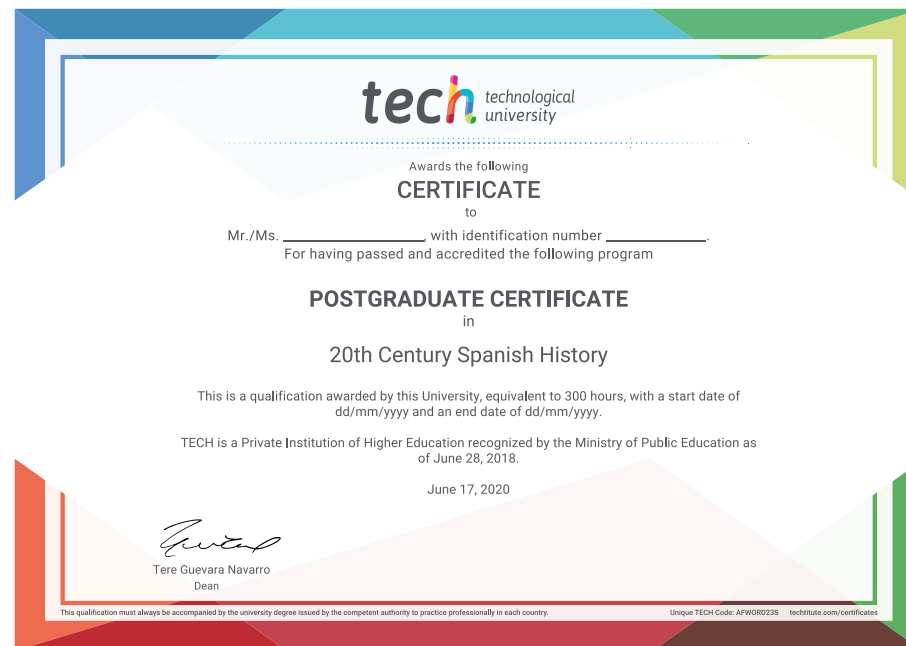 tech technological
university
Awards the following
CERTIFICATE
to
Mr./Ms. ____________________, with identification number ______________.
For having passed and accredited the following program
POSTGRADUATE CERTIFICATE
in
20th Century Spanish History
This is a qualification awarded by this University, equivalent to 300 hours, with a start date of
dd/mm/yyyy and an end date of dd/mm/yyyy.
TECH is a Private Institution of Higher Education recognized by the Ministry of Public Education as
of June 28, 2018.
June 17, 2020
Tere Guevara Navarro
Dean
This qualification must always be accompanied by the university degree issued by the competent authority to practice professionally in each country. Unique TECH Code: AFWORD23S techtitute.com/certificates